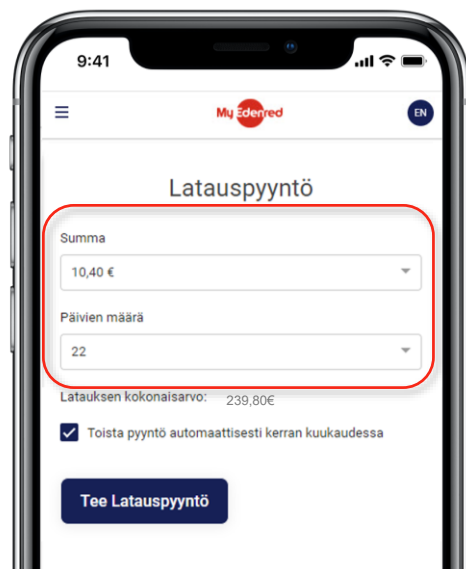 9:41
My Edenred
EN
Latauspyyntö
Summa
10,40 €
Päivien määrä
22
Latauksen kokonaisarvo: 239,80€
Toista pyyntö automaattisesti kerran kuukaudessa
Tee Latauspyyntö